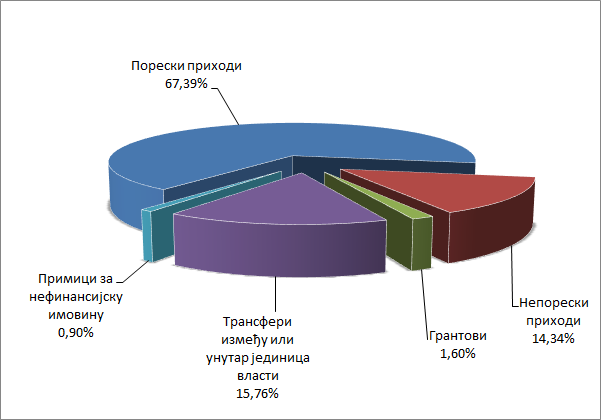 Порески приходи
67,39%
Непорески
приходи
14,34%
Грантови
1,60%
Трансфери
између или
унутар јединица
власти
15,76%
Примици за
нефинансијску
имовину
0,90%